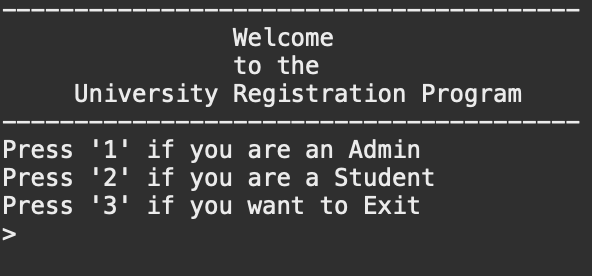 ----------------------------------------
Welcome
to the
University Registration Program
----------------------------------------
Press '1' if you are an Admin
Press '2' if you are a Student
Press '3' if you want to Exit
>